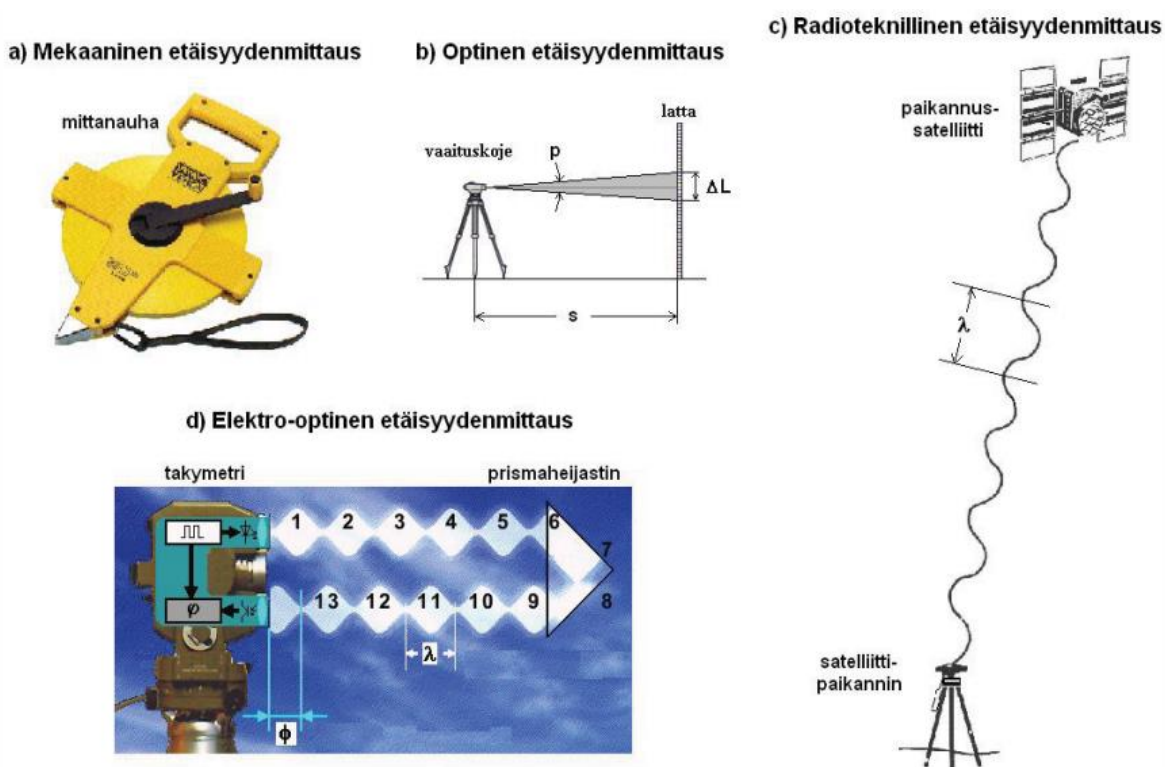 a) Mekaaninen etäisyydenmittaus
mittanauha
b) Optinen etäisyydenmittaus
latta
vaaituskoje
p
ΔL
s
c) Radioteknillinen etäisyydenmittaus
paikannus-
satelliitti
λ
satelliitti-
paikannin
d) Elektro-optinen etäisyydenmittaus
takymetri
prismaheijastin
1 2 3 4 5 6
7
φ
13 12 11 10 9 8
λ
ϕ